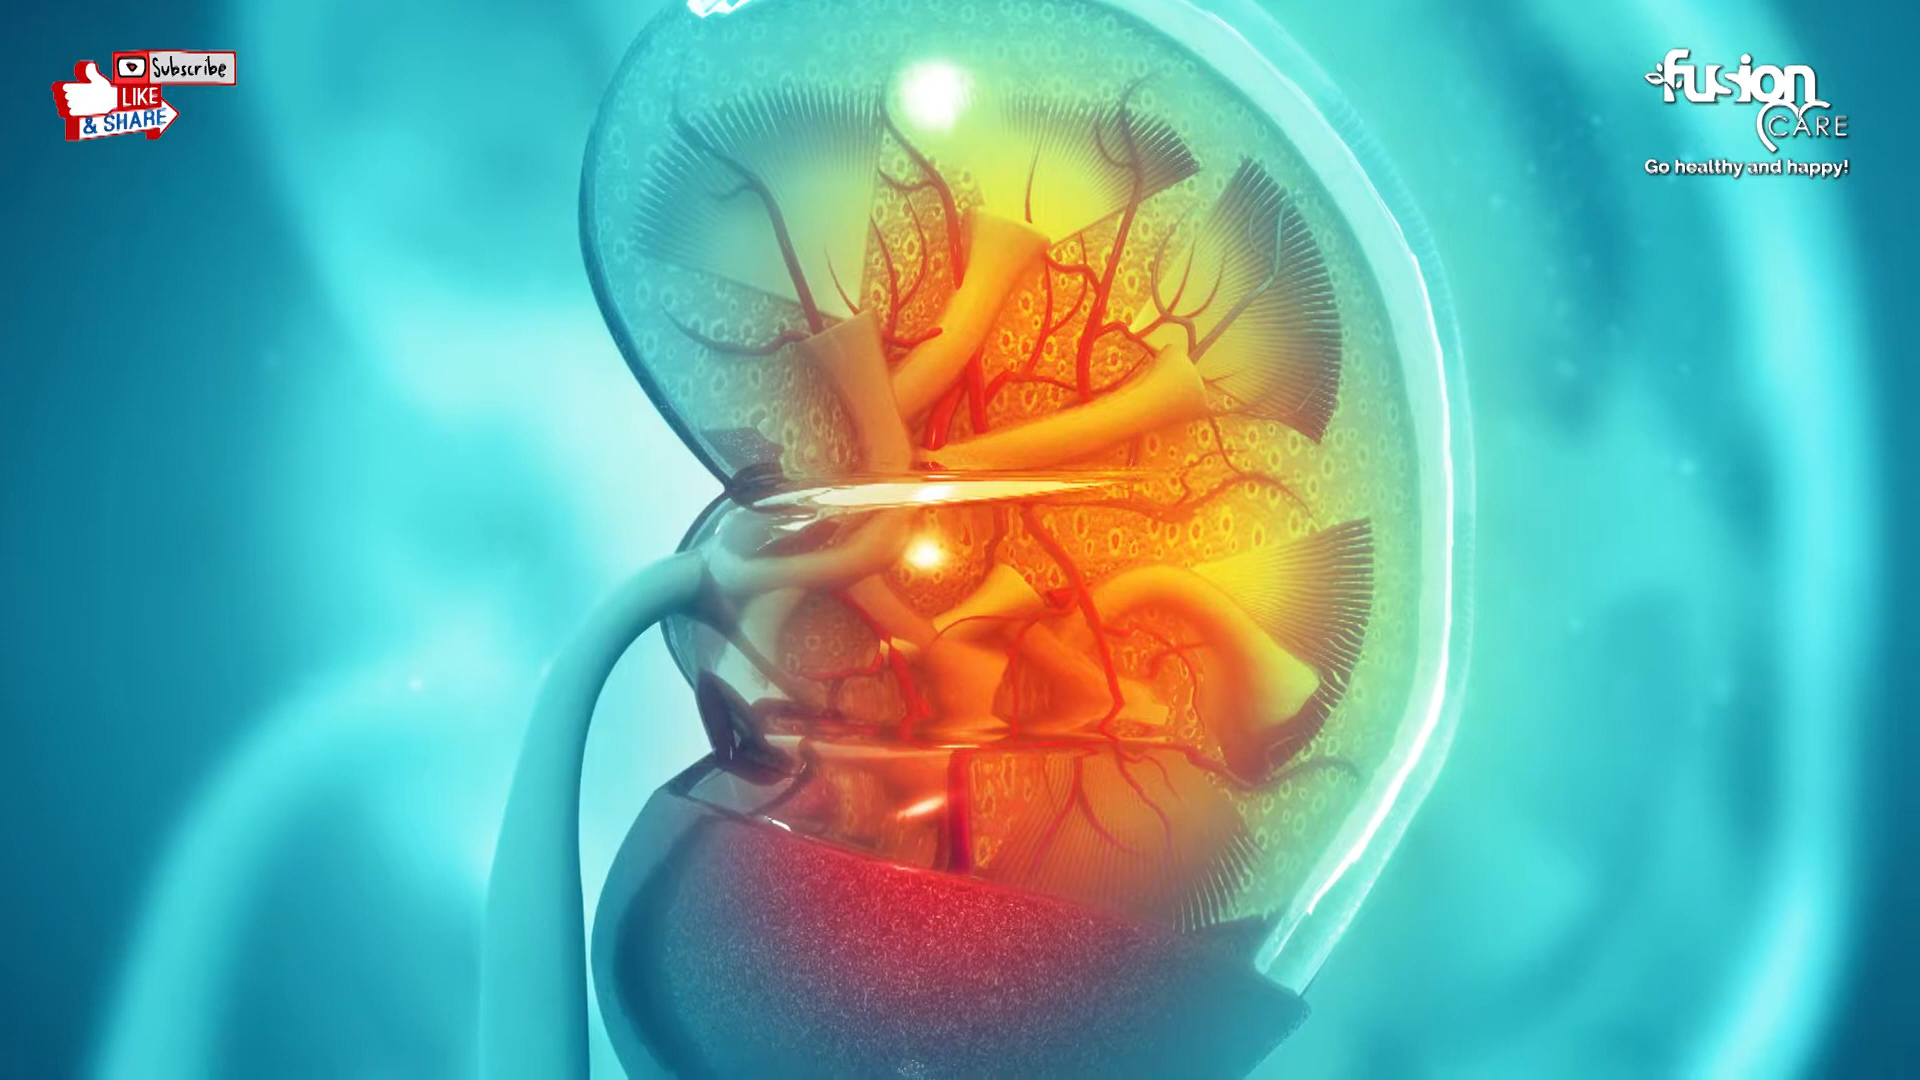 Subscribe
LIKE
& SHARE
fusion
CARE
Go healthy and happy!